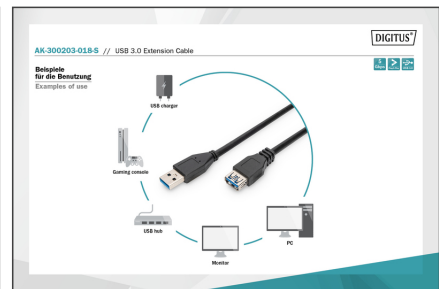 DIGITUS®
AK-300203-018-S // USB 3.0 Extension Cable
Beispiele
für die Benutzung
Examples of use
USB charger
Gaming console
USB hub
Monitor
PC